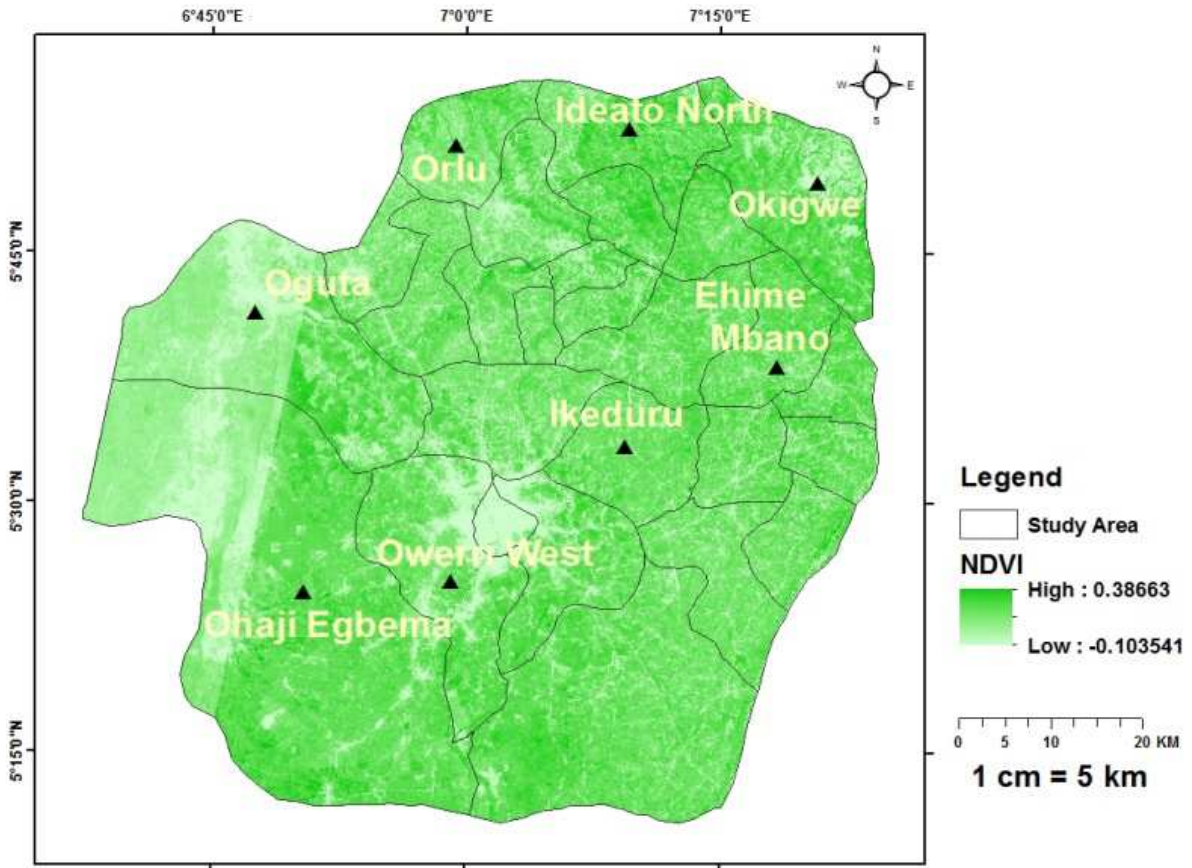 6°45'0"E 7°0'0"E 7°15'0"E
N
W E
S
Ideato North
Orlu
Okigwe
5°45'0"N
Oguta
Ehime
Mbano
Ikeduru
5°30'0"N
Owerri West
Ohaji Egbema
5°15'0"N
Legend
Study Area
NDVI
High : 0.38663
Low : -0.103541
0 5 10 20 KM
1 cm = 5 km